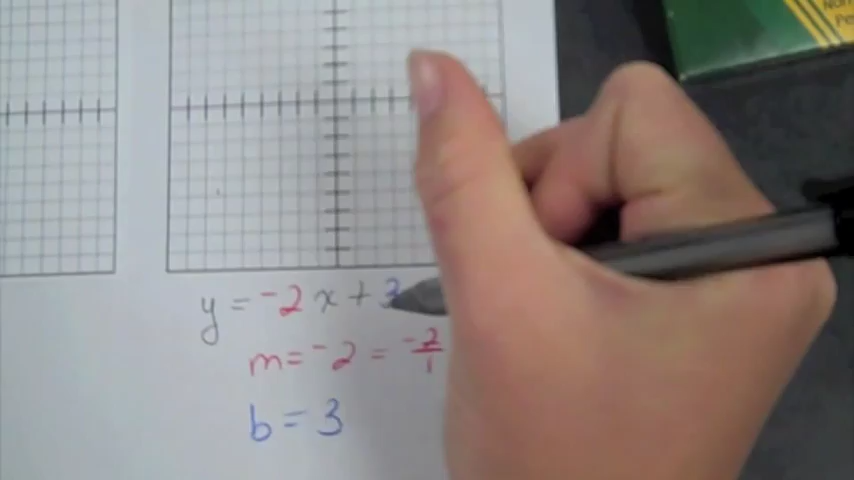 y = -2x + 3
m = -2 = -2/1
b = 3